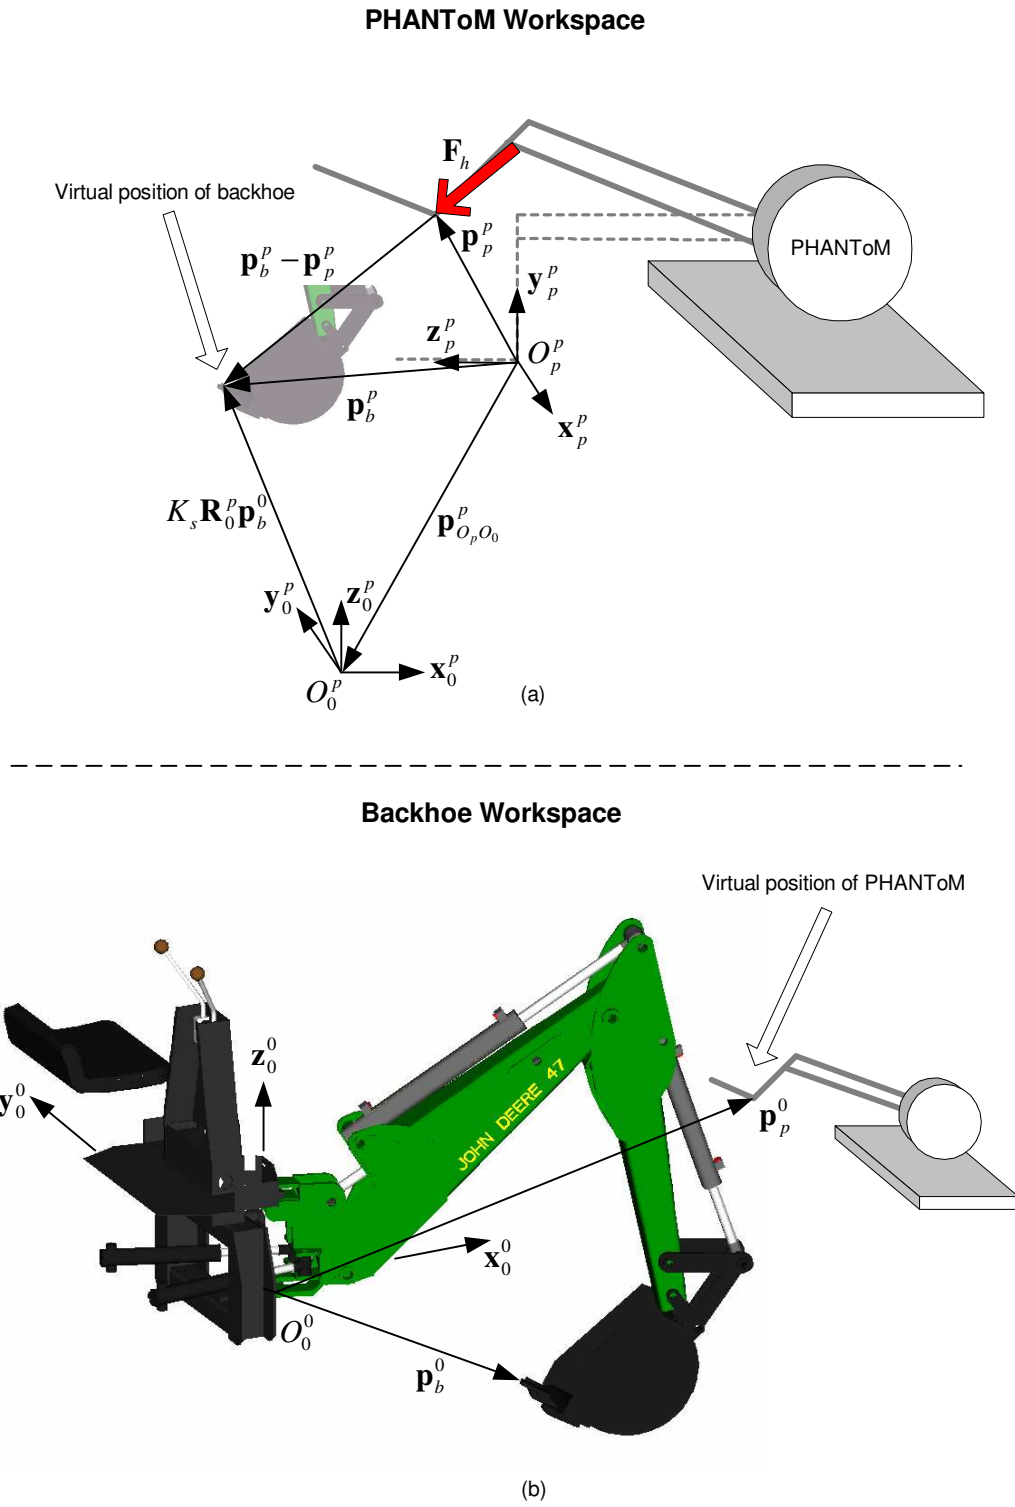 PHANToM Workspace
F_h
Virtual position of backhoe
p_p^p
PHANToM
p_b^p − p_p^p
y_p^p
z_p^p
O_p^p
p_b^p
x_p^p
K_s R_0^p p_b^0
p_{O_pO_0}^p
y_0^p
z_0^p
x_0^p
O_0^p
(a)
Backhoe Workspace
Virtual position of PHANToM
z_0^0
y_0^0
JOHN DEERE 47
p_p^0
x_0^0
O_0^0
p_b^0
(b)